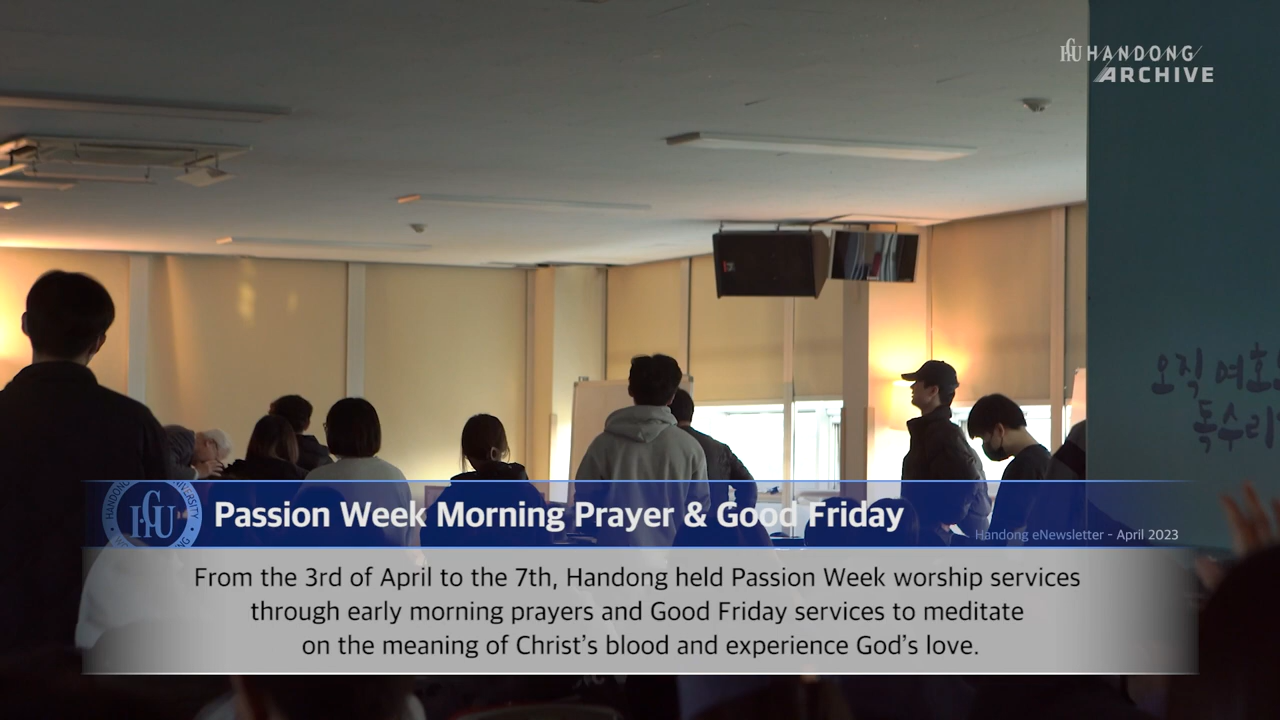 HANDONG
ARCHIVE
오직 여호
독수리
Passion Week Morning Prayer & Good Friday
Handong eNewsletter - April 2023
From the 3rd of April to the 7th, Handong held Passion Week worship services
through early morning prayers and Good Friday services to meditate
on the meaning of Christ’s blood and experience God’s love.